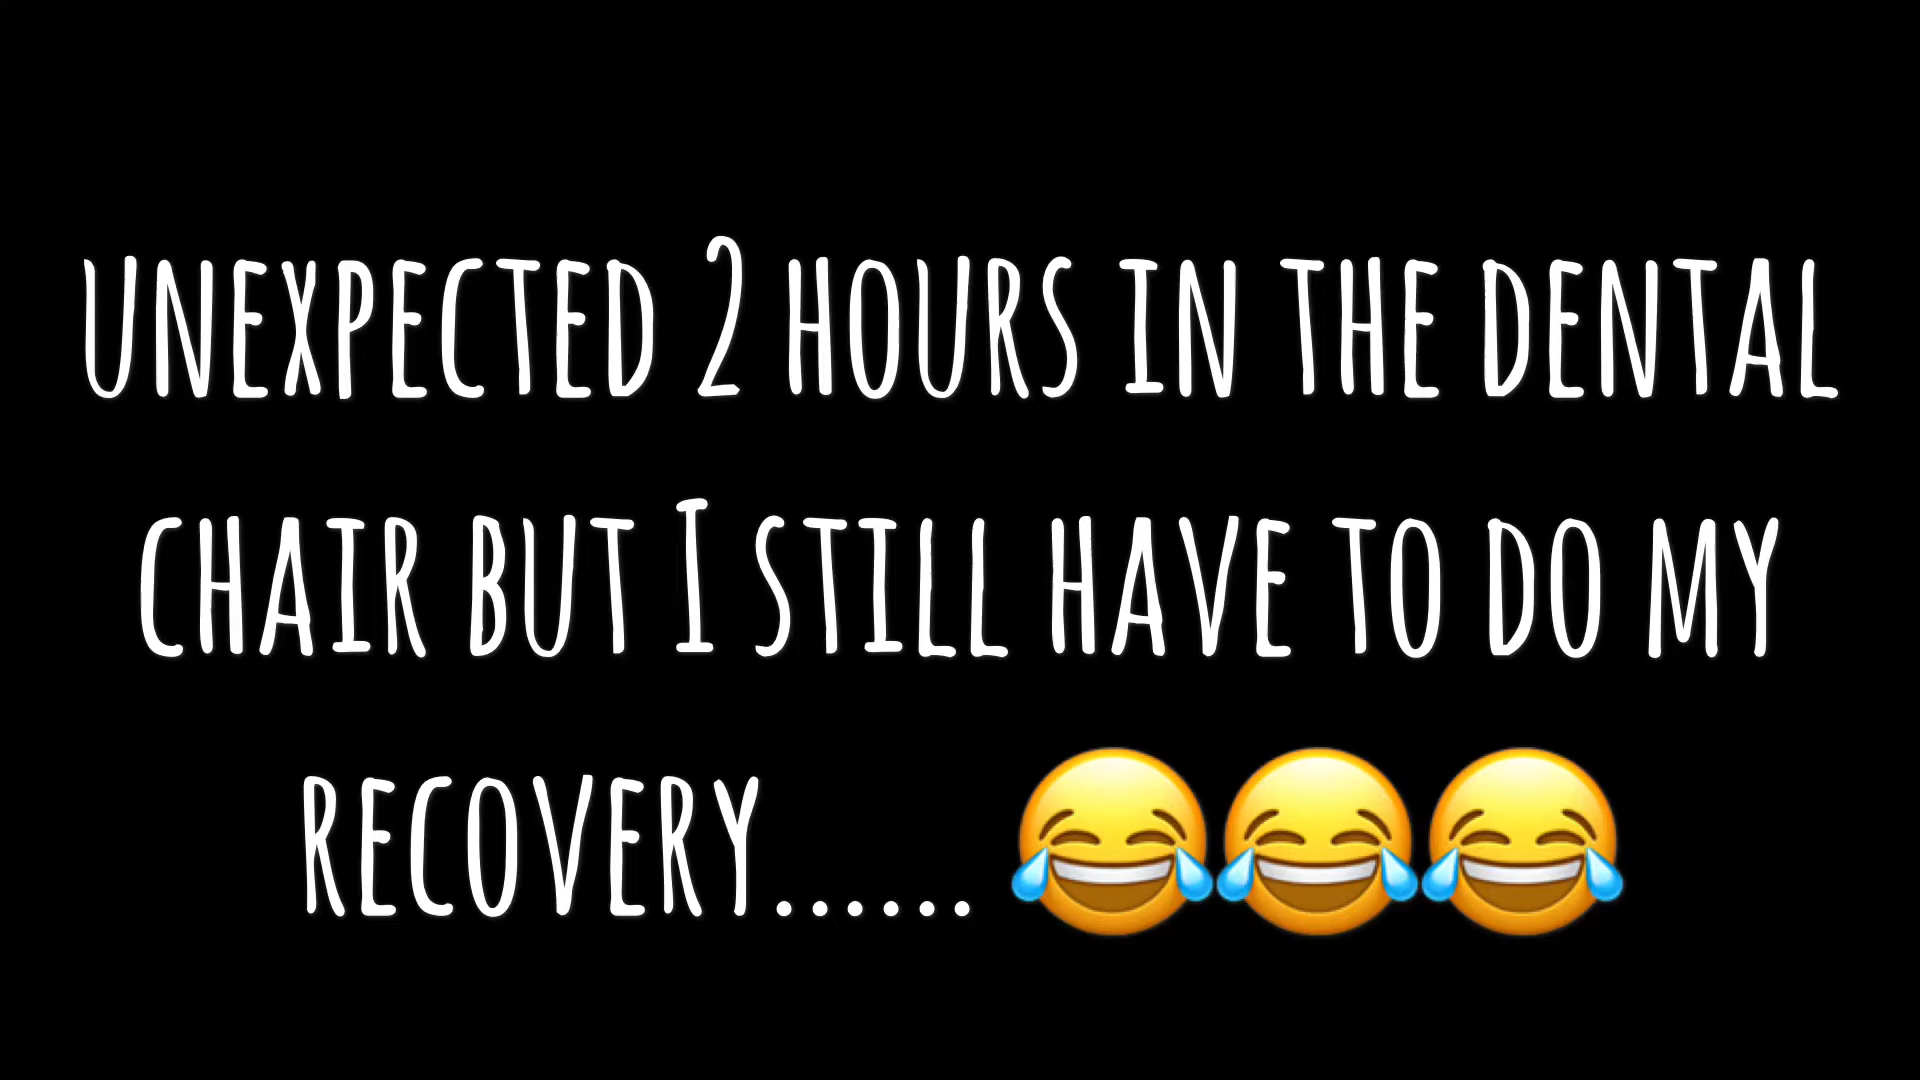 UNEXPECTED 2 HOURS IN THE DENTAL
CHAIR BUT I STILL HAVE TO DO MY
RECOVERY...... 😂😂😂